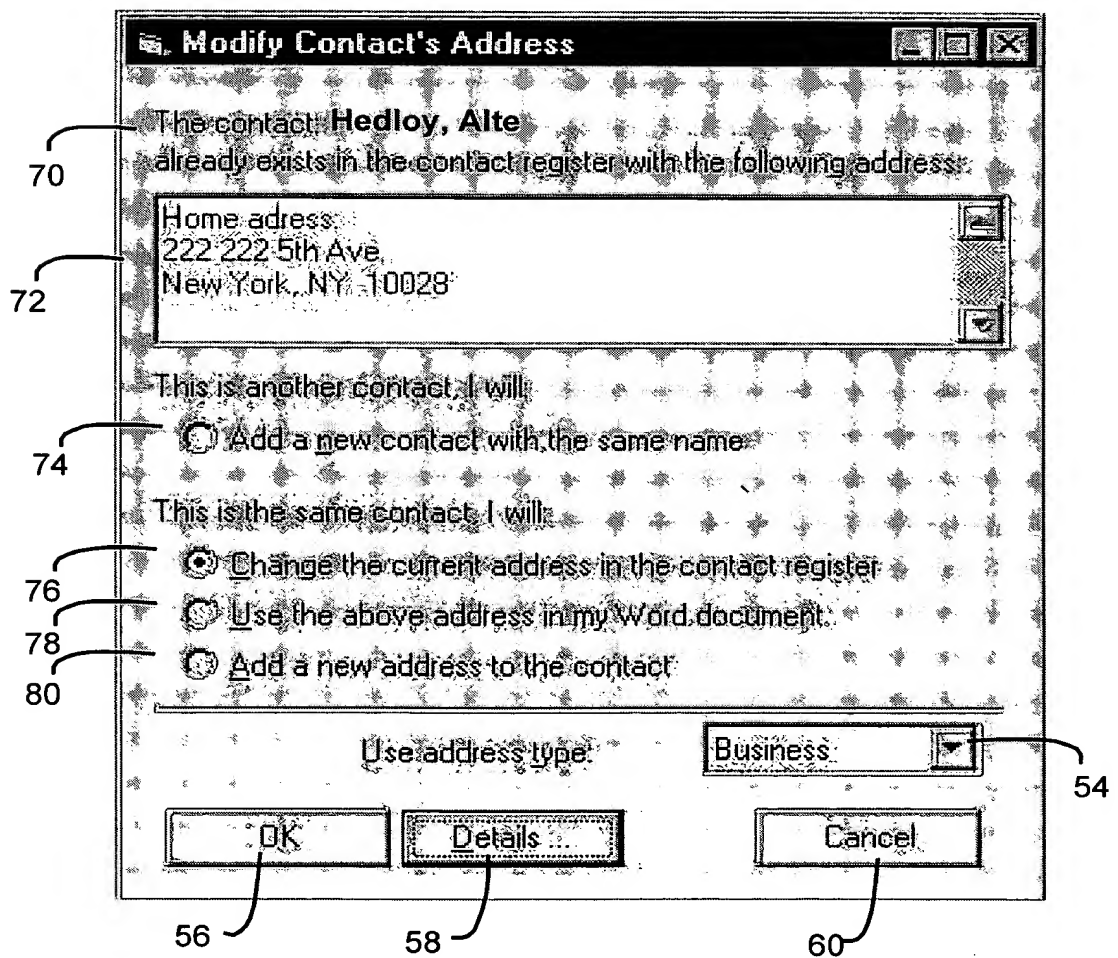 Modify Contact's Address
The contact: Hedloy, Alte
already exists in the contact register with the following address:
70
Home adress:
222 222 5th Ave.
New York, NY 10028
72
This is another contact, I will:
Add a new contact with the same name
74
This is the same contact, I will:
Change the current address in the contact register
76
Use the above address in my Word document.
78
Add a new address to the contact
80
Use address type: Business
54
OK Details ... Cancel
56 58 60